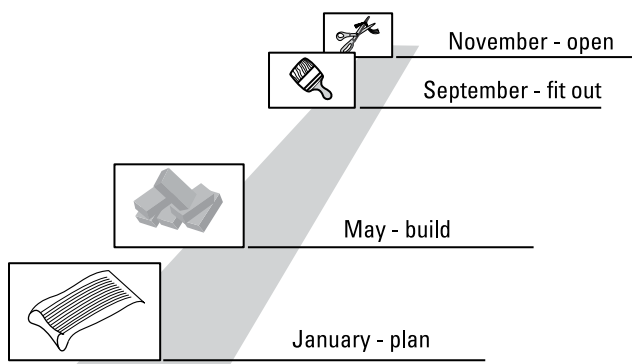 November - open
September - fit out
May - build
January - plan